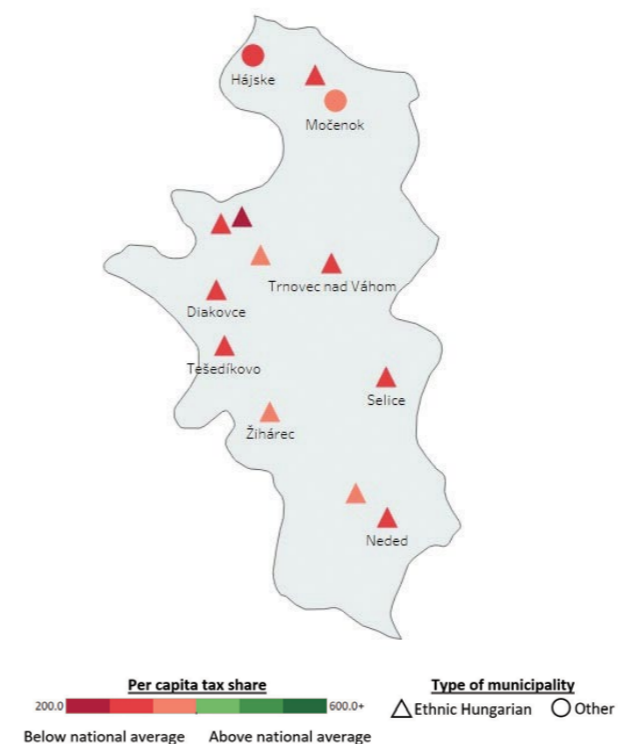 Hájske
Močenok
Trnovec nad Váhom
Diakovce
Tešedíkovo
Selice
Žihárec
Neded
Per capita tax share
200.0 600.0+
Below national average Above national average
Type of municipality
Ethnic Hungarian Other